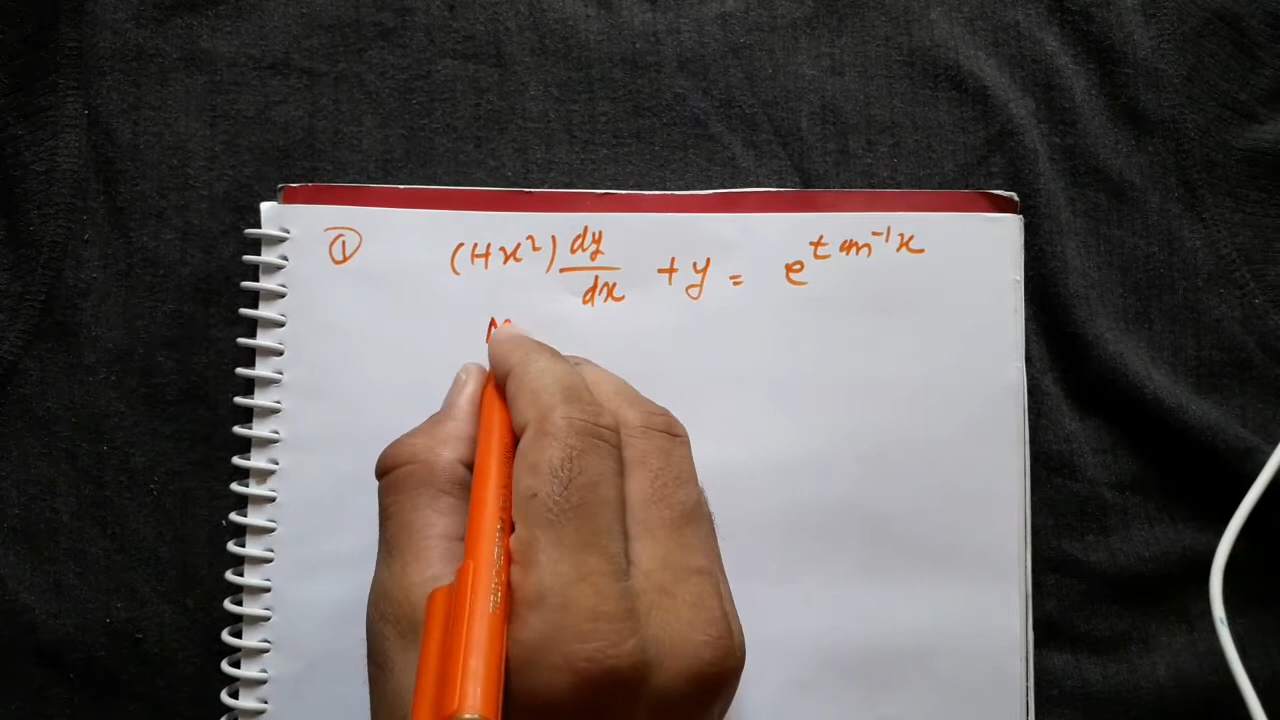 ① (1+x²) dy/dx + y = e^tan⁻¹x